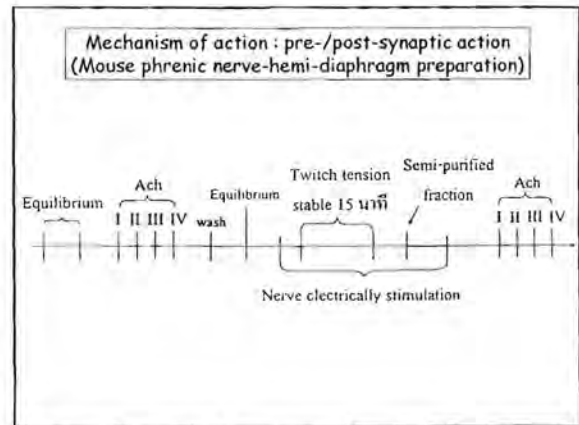 Mechanism of action : pre-/post-synaptic action
(Mouse phrenic nerve-hemi-diaphragm preparation)
Equilibrium
Ach
I II III IV
wash
Equilibrium
Twitch tension
stable 15 นาที
Semi-purified
fraction
Ach
I II III IV
Nerve electrically stimulation